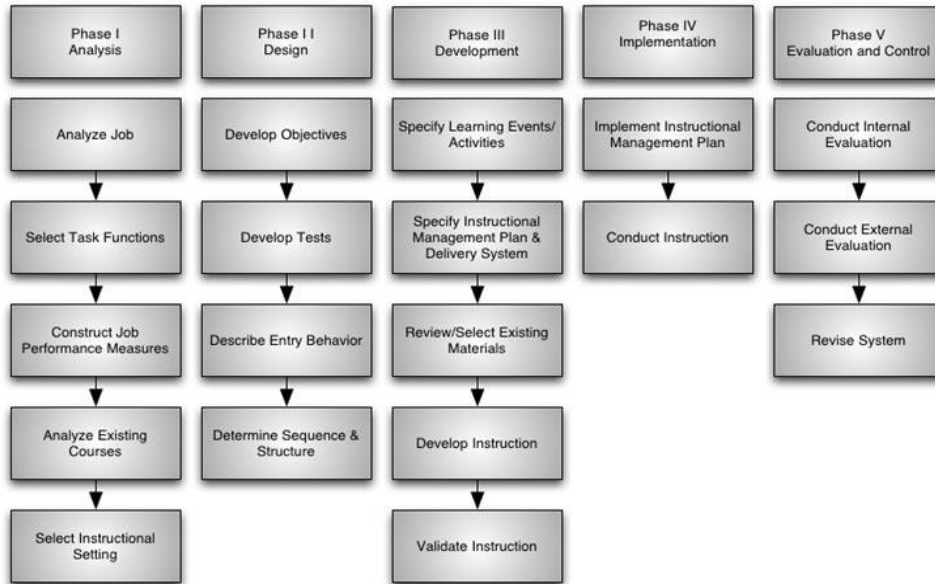 Phase I
Analysis
Phase I I
Design
Phase III
Development
Phase IV
Implementation
Phase V
Evaluation and Control
Analyze Job
Develop Objectives
Specify Learning Events/
Activities
Implement Instructional
Management Plan
Conduct Internal
Evaluation
Select Task Functions
Develop Tests
Specify Instructional
Management Plan &
Delivery System
Conduct Instruction
Conduct External
Evaluation
Construct Job
Performance Measures
Describe Entry Behavior
Review/Select Existing
Materials
Revise System
Analyze Existing
Courses
Determine Sequence &
Structure
Develop Instruction
Select Instructional
Setting
Validate Instruction